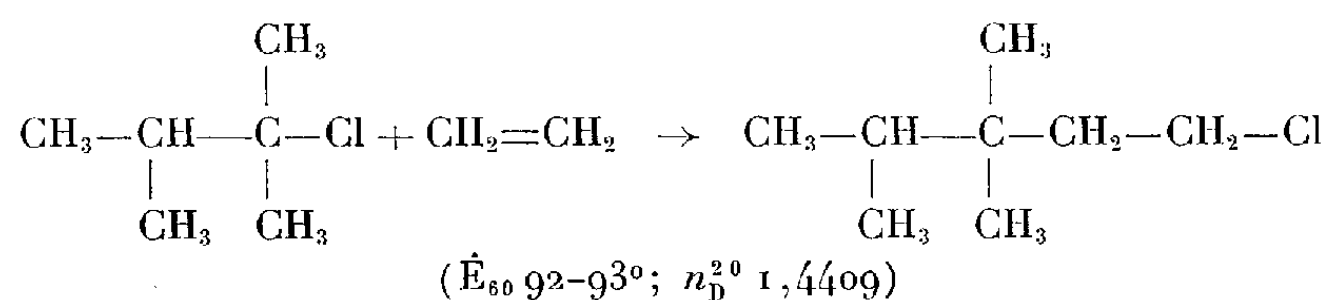 CH₃ CH₃
CH₃—CH—C—Cl + CH₂=CH₂ → CH₃—CH—C—CH₂—CH₂—Cl
CH₃ CH₃ CH₃ CH₃
(Ė₆₀ 92-93°; n_D²⁰ 1,4409)